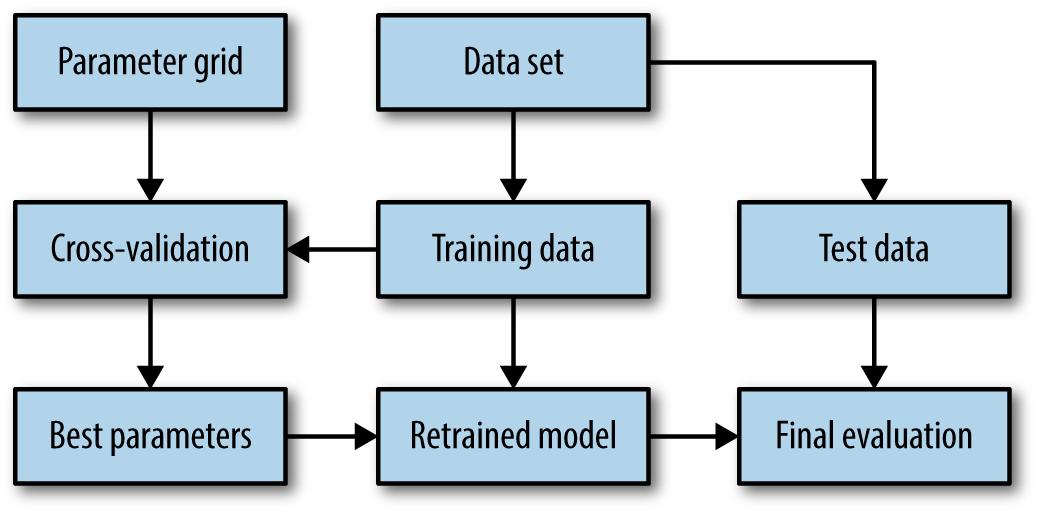 Parameter grid
Data set
Cross-validation
Training data
Test data
Best parameters
Retrained model
Final evaluation